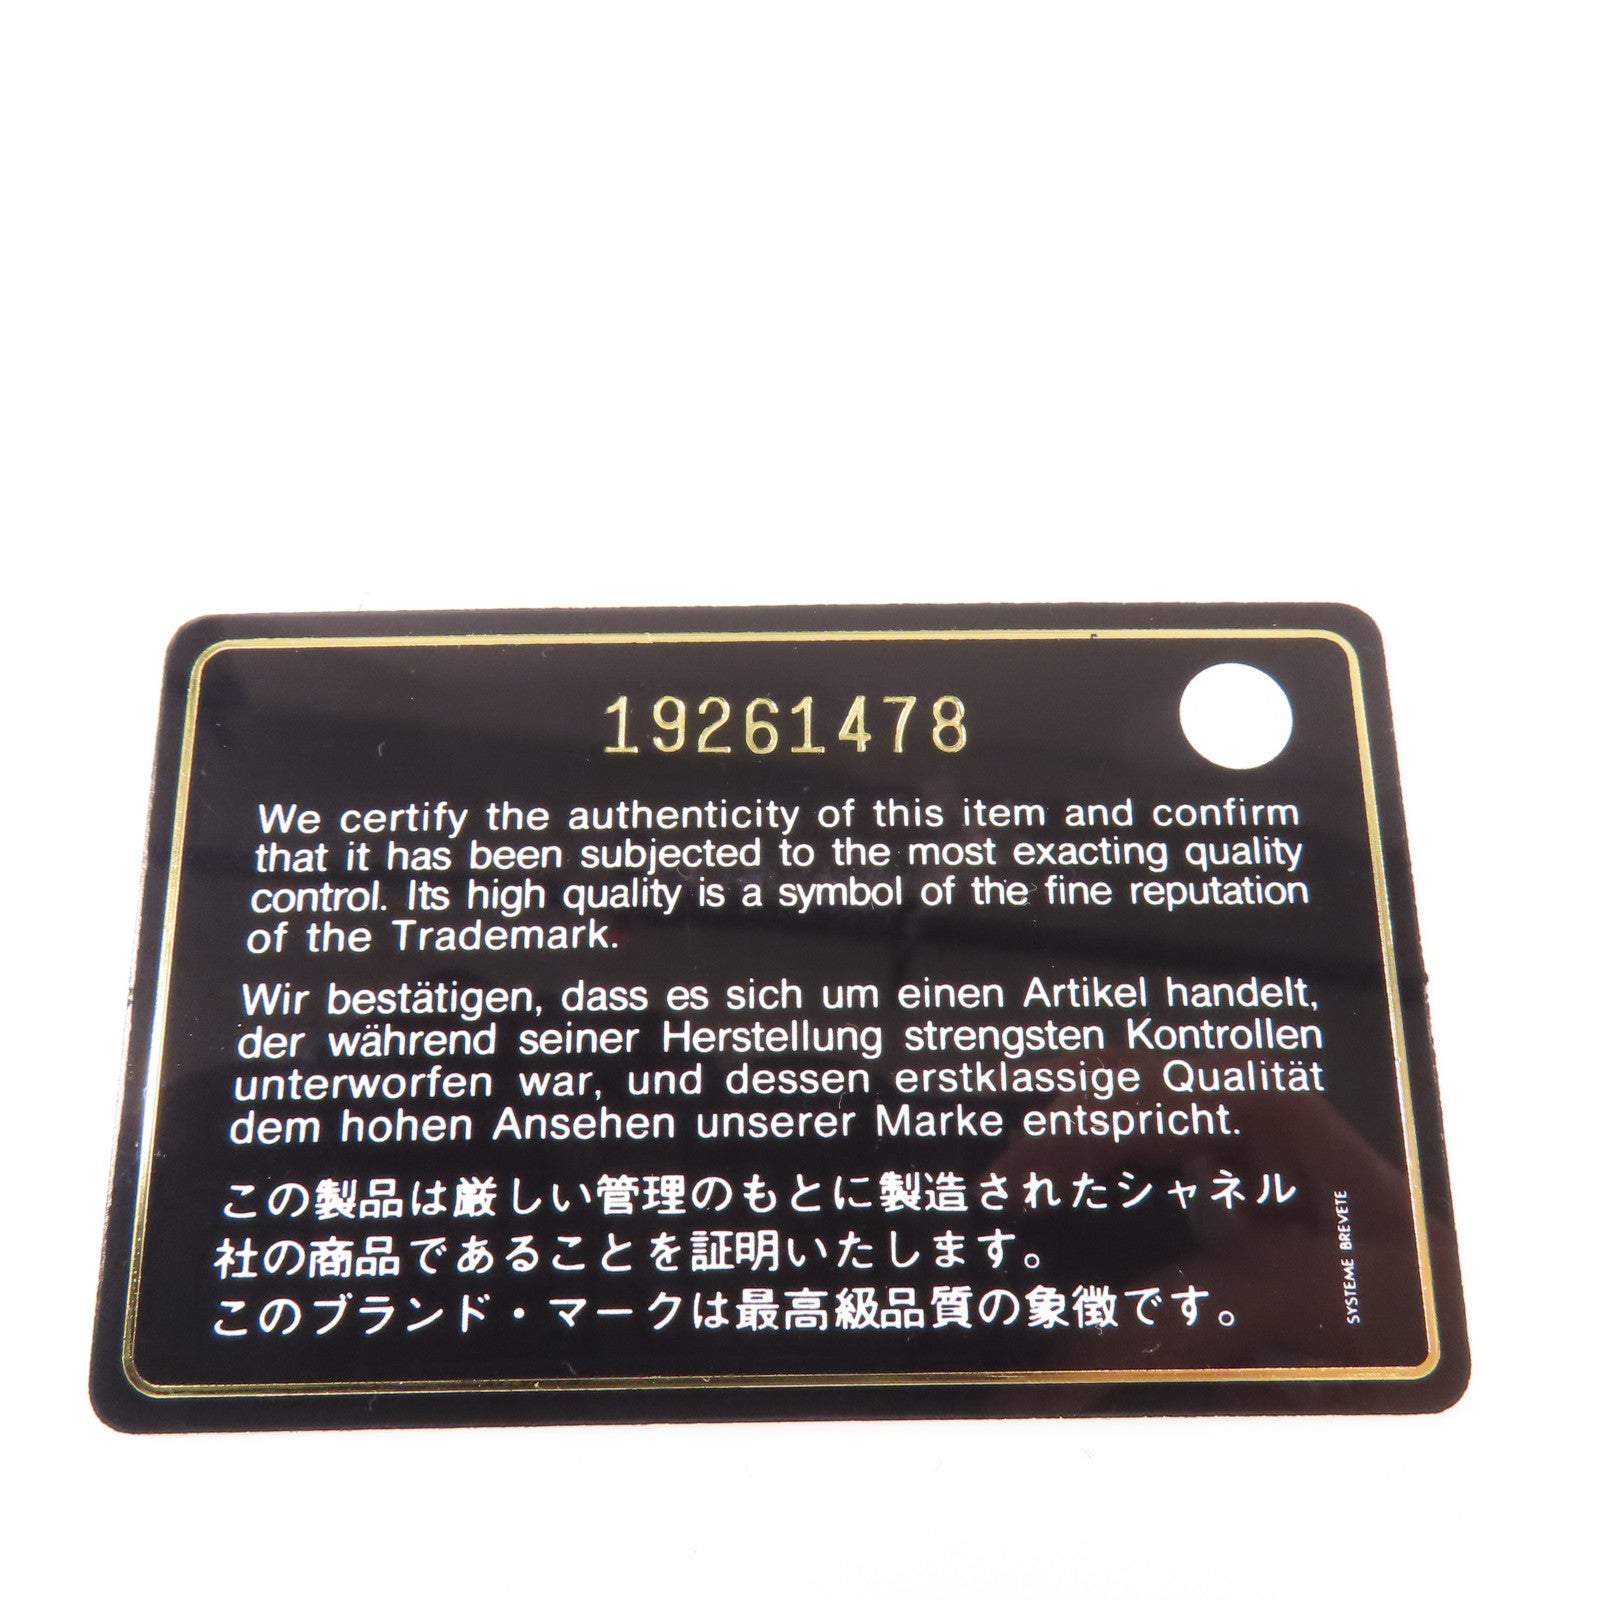 19261478
We certify the authenticity of this item and confirm
that it has been subjected to the most exacting quality
control. Its high quality is a symbol of the fine reputation
of the Trademark.
Wir bestätigen, dass es sich um einen Artikel handelt,
der während seiner Herstellung strengsten Kontrollen
unterworfen war, und dessen erstklassige Qualität
dem hohen Ansehen unserer Marke entspricht.
この製品は厳しい管理のもとに製造されたシャネル
社の商品であることを証明いたします。
このブランド・マークは最高級品質の象徴です。
SYSTEME BREVETE